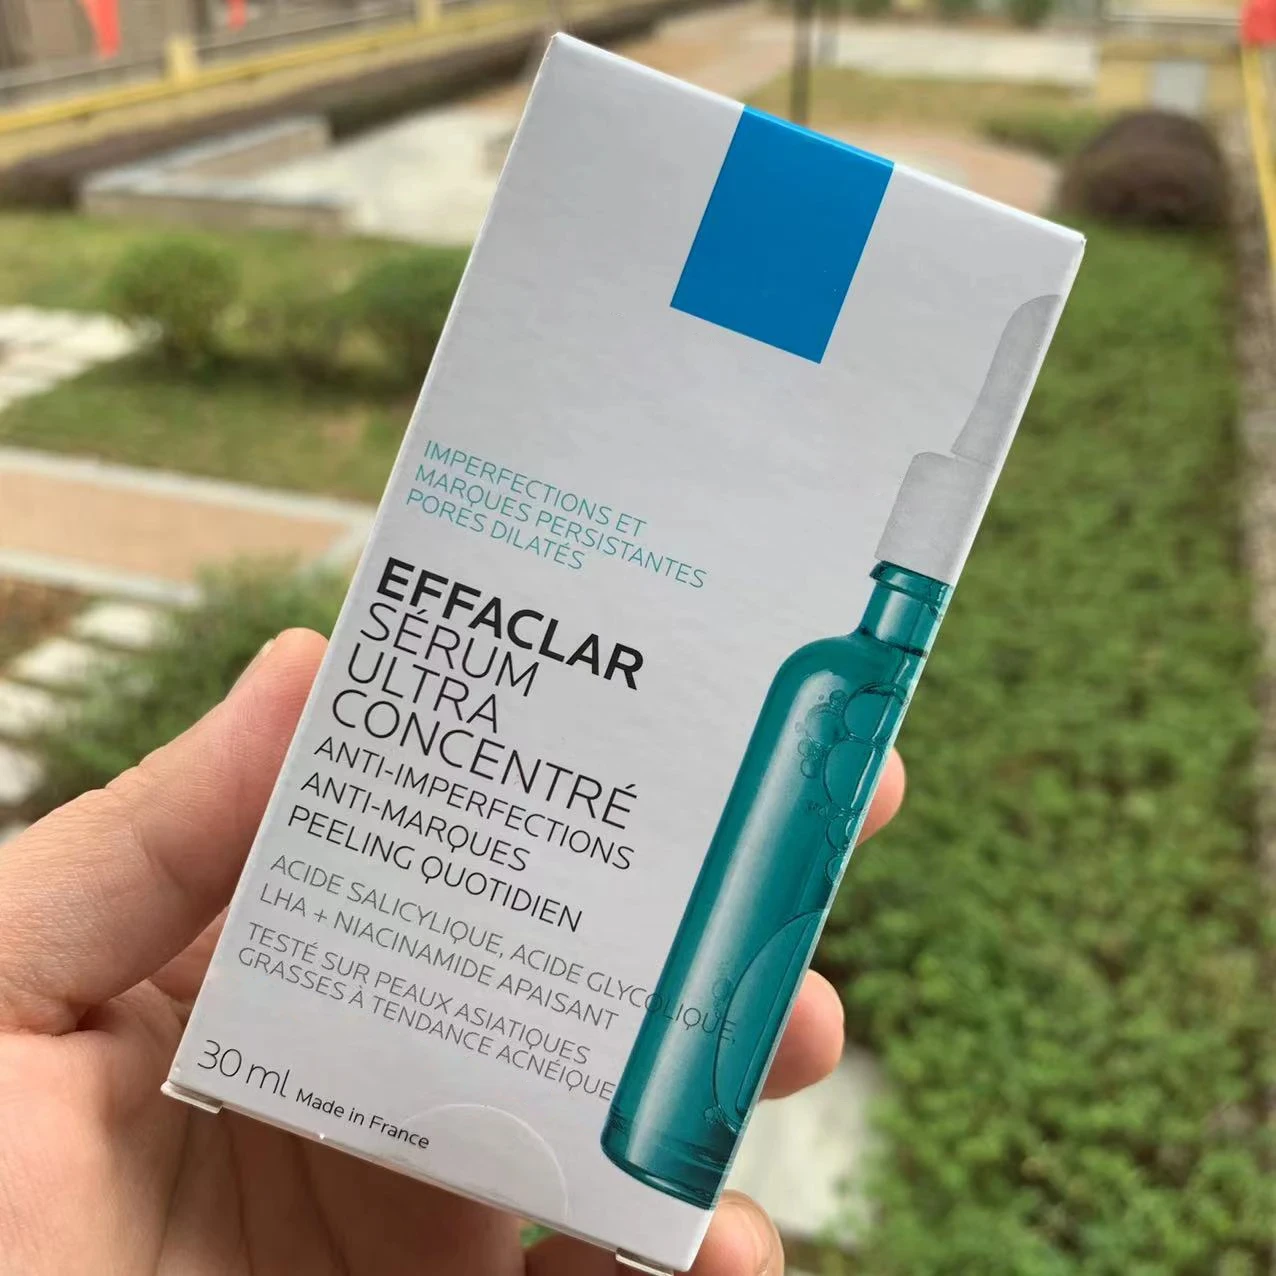 IMPERFECTIONS ET
MARQUES PERSISTANTES
PORES DILATÉS
EFFACLAR
SÉRUM
ULTRA
CONCENTRÉ
ANTI-IMPERFECTIONS
ANTI-MARQUES
PEELING QUOTIDIEN
ACIDE SALICYLIQUE, ACIDE GLYCOLIQUE,
LHA + NIACINAMIDE APAISANT
TESTÉ SUR PEAUX ASIATIQUES
GRASSES À TENDANCE ACNÉIQUE
30 ml Made in France